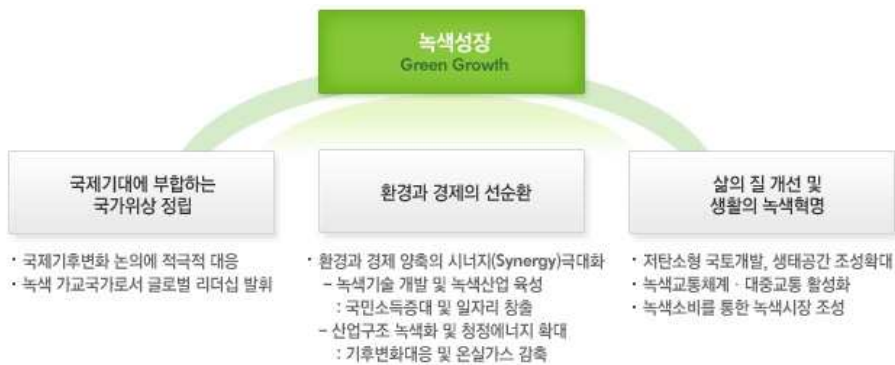 녹색성장
Green Growth
국제기대에 부합하는
국가위상 정립
· 국제기후변화 논의에 적극적 대응
· 녹색 가교국가로서 글로벌 리더십 발휘
환경과 경제의 선순환
· 환경과 경제 양축의 시너지(Synergy)극대화
– 녹색기술 개발 및 녹색산업 육성
: 국민소득증대 및 일자리 창출
– 산업구조 녹색화 및 청정에너지 확대
: 기후변화대응 및 온실가스 감축
삶의 질 개선 및
생활의 녹색혁명
· 저탄소형 국토개발, 생태공간 조성확대
· 녹색교통체계 · 대중교통 활성화
· 녹색소비를 통한 녹색시장 조성